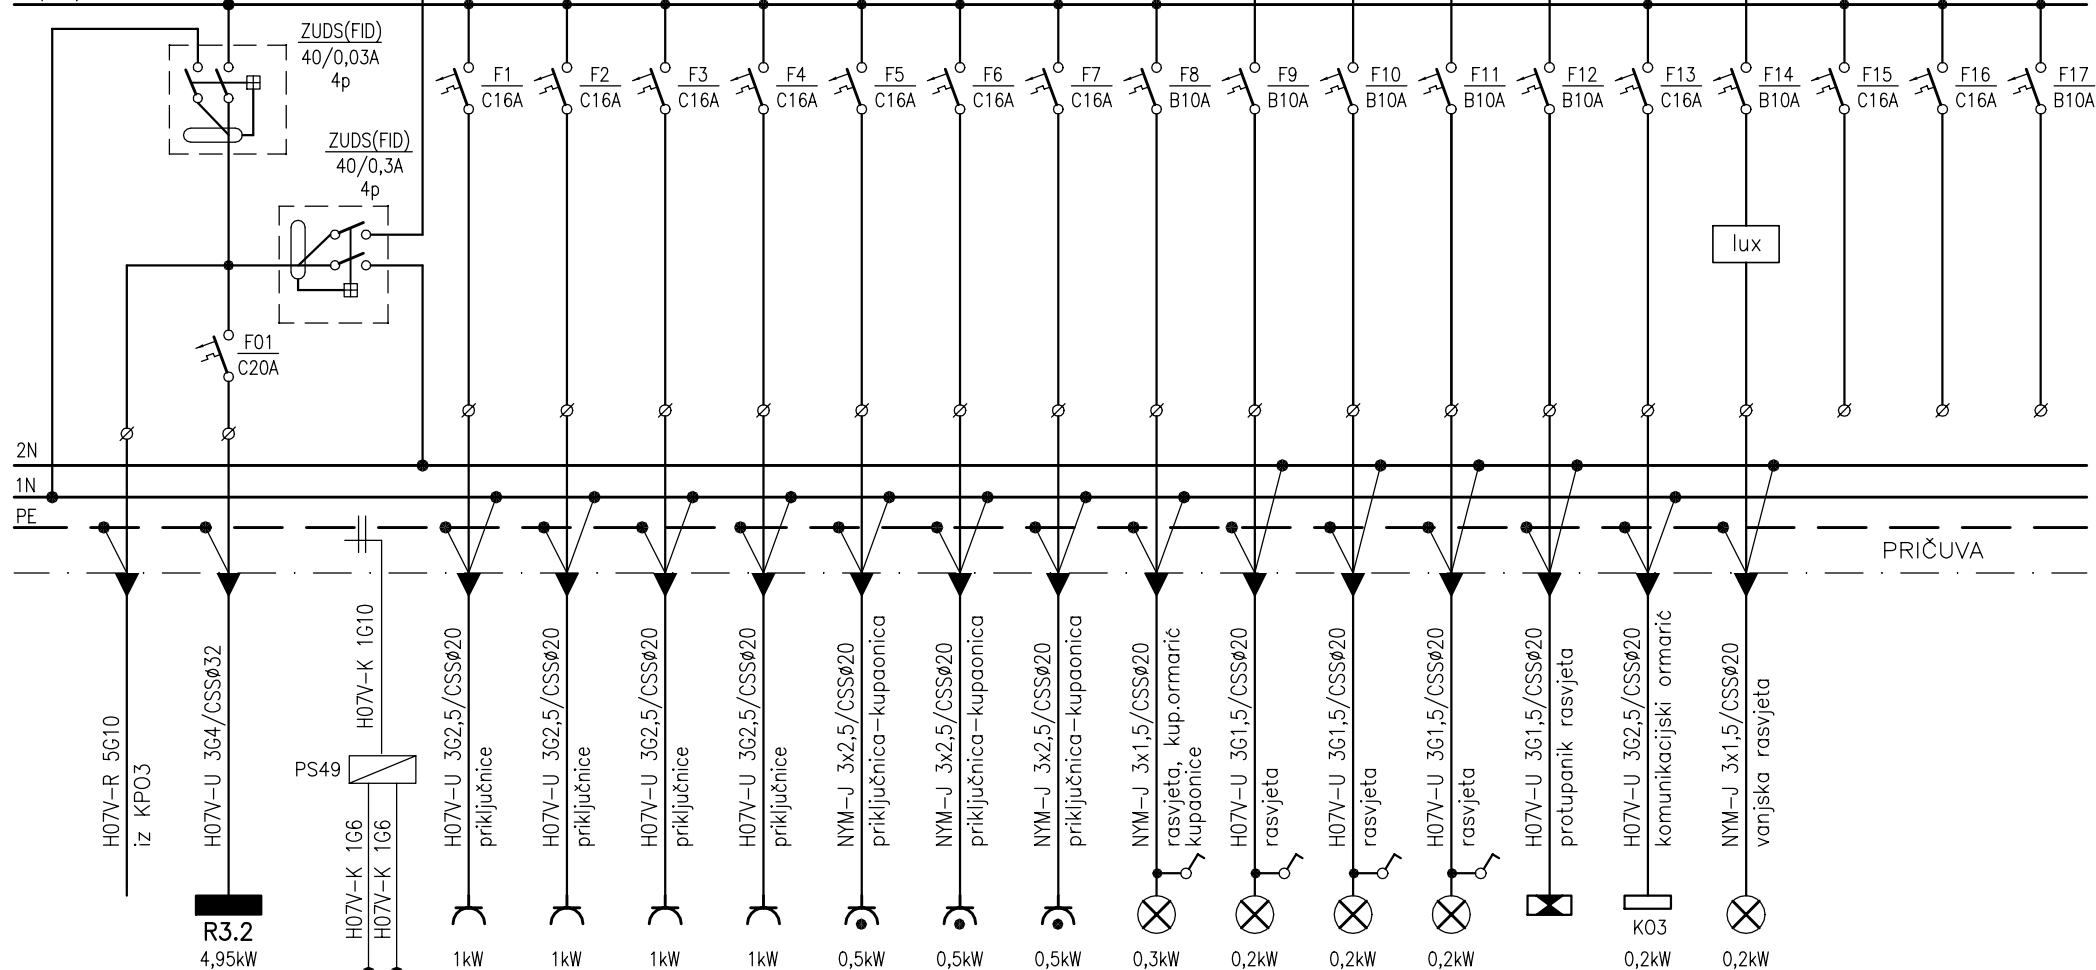 ZUDS(FID)
40/0,03A
4p
ZUDS(FID)
40/0,3A
4p
F01
C20A
F1
C16A
F2
C16A
F3
C16A
F4
C16A
F5
C16A
F6
C16A
F7
C16A
F8
B10A
F9
B10A
F10
B10A
F11
B10A
F12
B10A
F13
C16A
F14
B10A
F15
C16A
F16
C16A
F17
B10A
lux
2N
1N
PE
PRIČUVA
H07V-R 5G10
iz KPO3
H07V-U 3G4/CSSø32
R3.2
4,95kW
H07V-K 1G10
PS49
H07V-K 1G6
H07V-K 1G6
H07V-U 3G2,5/CSSø20
priključnice
1kW
H07V-U 3G2,5/CSSø20
priključnice
1kW
H07V-U 3G2,5/CSSø20
priključnice
1kW
H07V-U 3G2,5/CSSø20
priključnice
1kW
NYM-J 3x2,5/CSSø20
priključnica-kupaonica
0,5kW
NYM-J 3x2,5/CSSø20
priključnica-kupaonica
0,5kW
NYM-J 3x2,5/CSSø20
priključnica-kupaonica
0,5kW
NYM-J 3x1,5/CSSø20
rasvjeta, kup.ormarić
kupaonice
0,3kW
H07V-U 3G1,5/CSSø20
rasvjeta
0,2kW
H07V-U 3G1,5/CSSø20
rasvjeta
0,2kW
H07V-U 3G1,5/CSSø20
rasvjeta
0,2kW
H07V-U 3G1,5/CSSø20
protupanik rasvjeta
H07V-U 3G2,5/CSSø20
komunikacijski ormarić
K03
0,2kW
NYM-J 3x1,5/CSSø20
vanjska rasvjeta
0,2kW